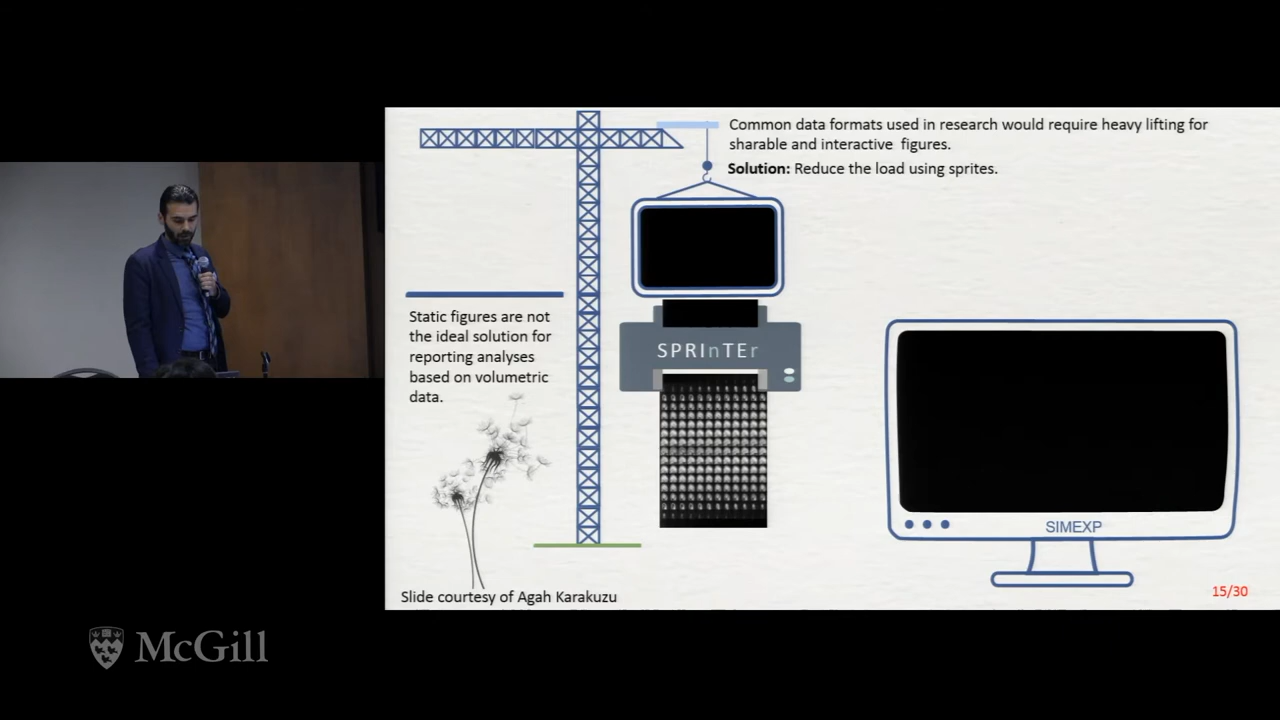 Common data formats used in research would require heavy lifting for
sharable and interactive figures.
Solution: Reduce the load using sprites.
Static figures are not
the ideal solution for
reporting analyses
based on volumetric
data.
SPRInTEr
SIMEXP
Slide courtesy of Agah Karakuzu
15/30
McGill